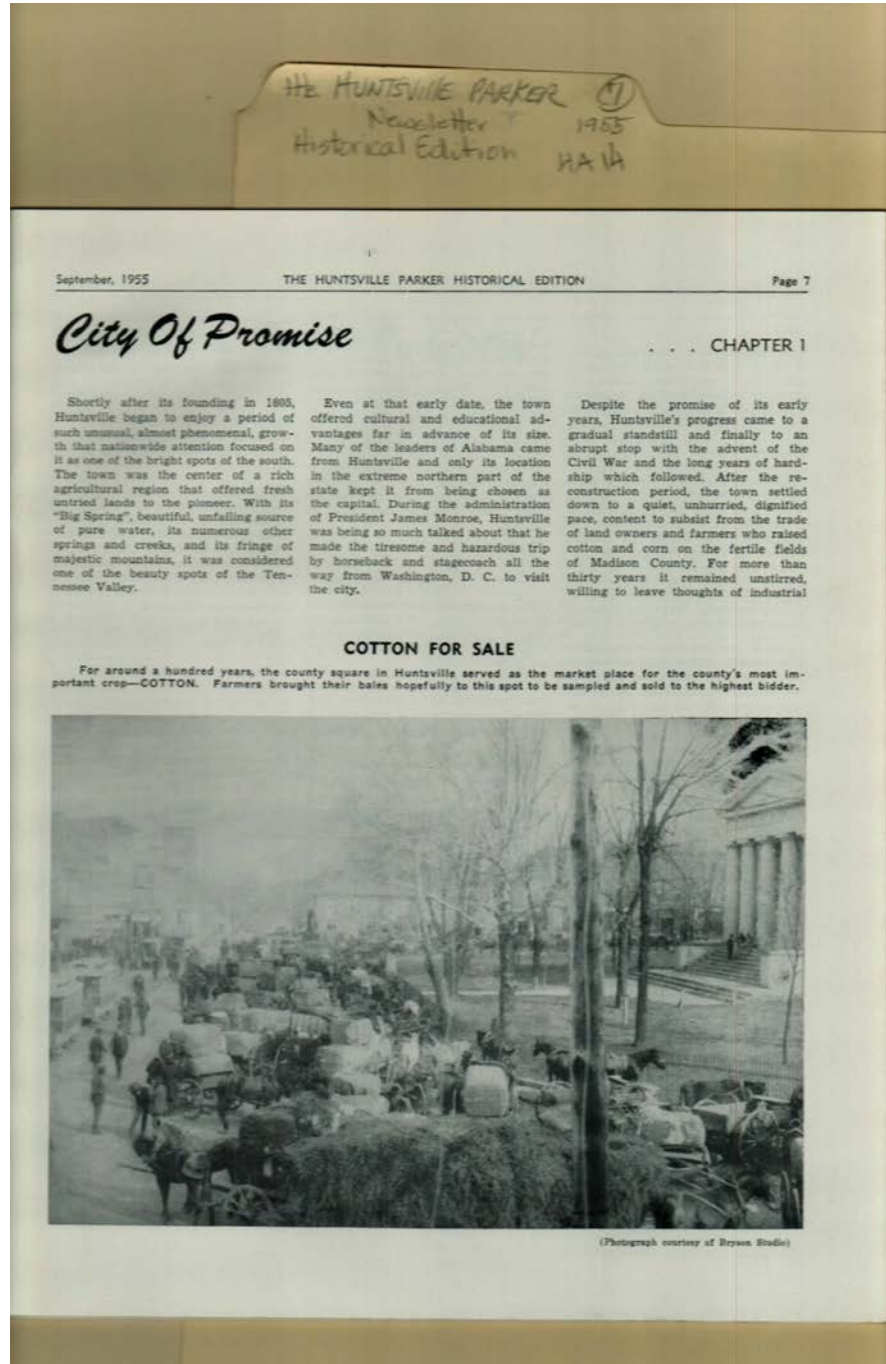 THE HUNTSVILLE PARKER 7
Newsletter 1955
Historical Edition
September, 1955 THE HUNTSVILLE PARKER HISTORICAL EDITION Page 7
City Of Promise
. . . CHAPTER 1
Shortly after its founding in 1805,
Huntsville began to enjoy a period of
such unusual, almost phenomenal, grow-
th that nationwide attention focused on
it as one of the bright spots of the south.
The town was the center of a rich
agricultural region that offered fresh
untried lands to the pioneer. With its
"Big Spring", beautiful, unfailing source
of pure water, its numerous other
springs and creeks, and its fringe of
majestic mountains, it was considered
one of the beauty spots of the Ten-
nessee Valley.
Even at that early date, the town
offered cultural and educational ad-
vantages far in advance of its size.
Many of the leaders of Alabama came
from Huntsville and only its location
in the extreme northern part of the
state kept it from being chosen as
the capital. During the administration
of President James Monroe, Huntsville
was being so much talked about that he
made the tiresome and hazardous trip
by horseback and stagecoach all the
way from Washington, D. C. to visit
the city.
Despite the promise of its early
years, Huntsville's progress came to a
gradual standstill and finally to an
abrupt stop with the advent of the
Civil War and the long years of hard-
ship which followed. After the re-
construction period, the town settled
down to a quiet, unhurried, dignified
pace, content to subsist from the trade
of land owners and farmers who raised
cotton and corn on the fertile fields
of Madison County. For more than
thirty years it remained unstirred,
willing to leave thoughts of industrial
COTTON FOR SALE
For around a hundred years, the county square in Huntsville served as the market place for the county's most im-
portant crop—COTTON. Farmers brought their bales hopefully to this spot to be sampled and sold to the highest bidder.
(Photograph courtesy of Bryson Studio)